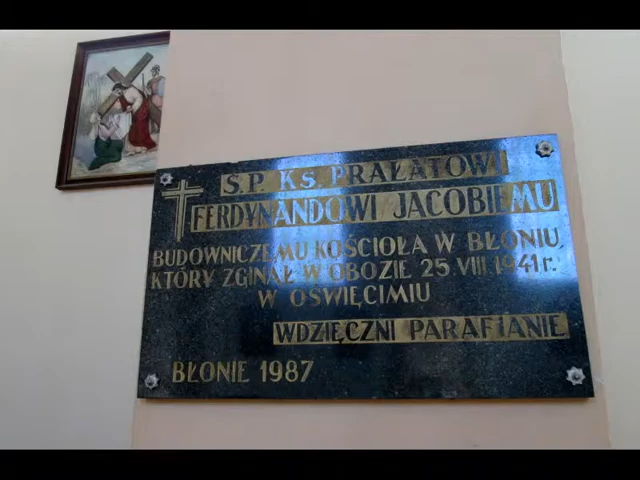 Ś.P. KS. PRAŁATOWI
FERDYNANDOWI JACOBIEMU
BUDOWNICZEMU KOŚCIOŁA W BŁONIU,
KTÓRY ZGINĄŁ W OBOZIE 25 VIII 1941 r.
W OŚWIĘCIMIU
WDZIĘCZNI PARAFIANIE
BŁONIE 1987